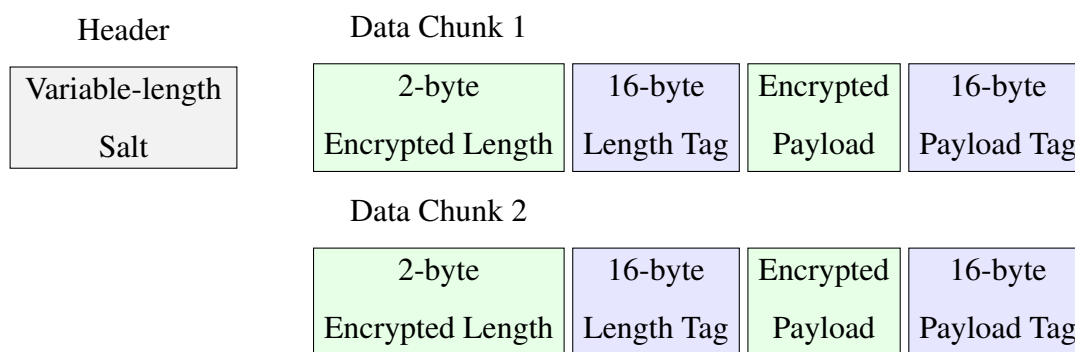 Header
Variable-length
Salt
Data Chunk 1
2-byte
Encrypted Length
16-byte
Length Tag
Encrypted
Payload
16-byte
Payload Tag
Data Chunk 2
2-byte
Encrypted Length
16-byte
Length Tag
Encrypted
Payload
16-byte
Payload Tag